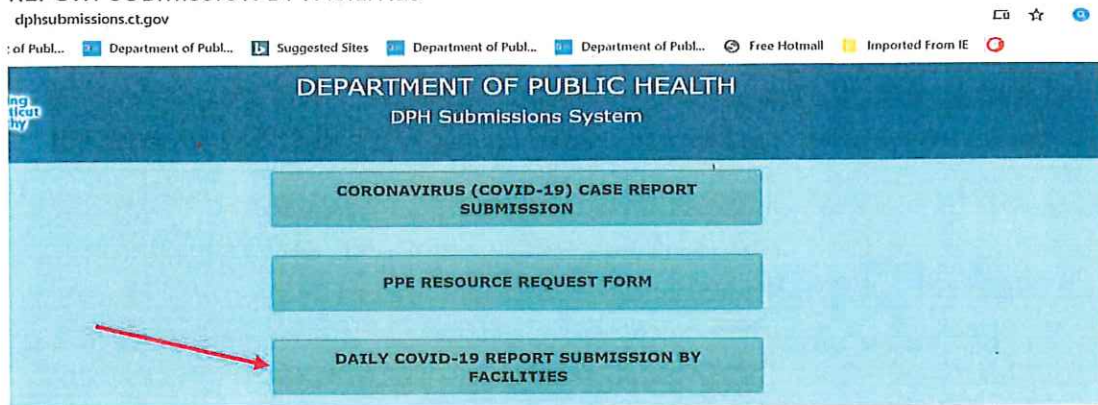 dphsubmissions.ct.gov
of Publ... Department of Publ... Suggested Sites Department of Publ... Department of Publ... Free Hotmail Imported From IE
DEPARTMENT OF PUBLIC HEALTH
DPH Submissions System
CORONAVIRUS (COVID-19) CASE REPORT
SUBMISSION
PPE RESOURCE REQUEST FORM
DAILY COVID-19 REPORT SUBMISSION BY
FACILITIES